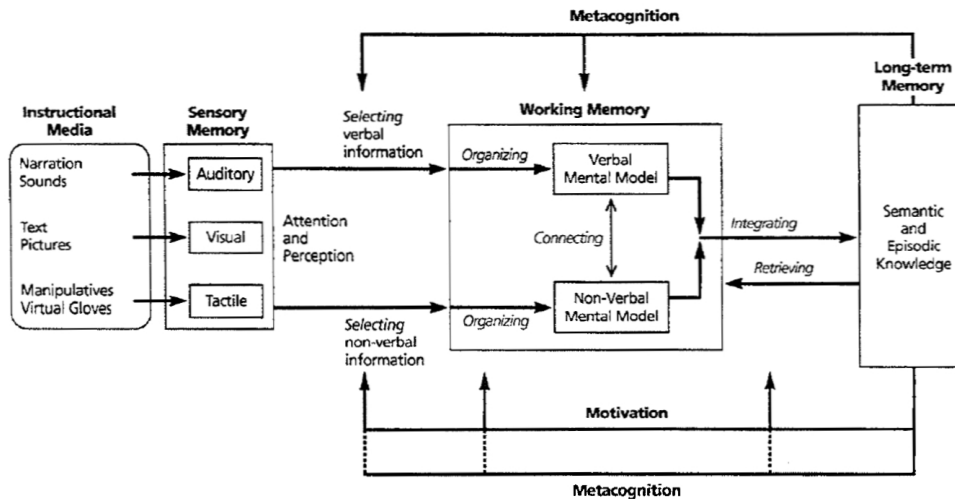 Metacognition
Long-term
Memory
Instructional
Media
Sensory
Memory
Selecting
verbal
information
Working Memory
Narration
Sounds
Auditory
Organizing
Verbal
Mental Model
Text
Pictures
Visual
Attention
and
Perception
Connecting
Integrating
Semantic
and
Episodic
Knowledge
Retrieving
Manipulatives
Virtual Gloves
Tactile
Organizing
Non-Verbal
Mental Model
Selecting
non-verbal
information
Motivation
Metacognition